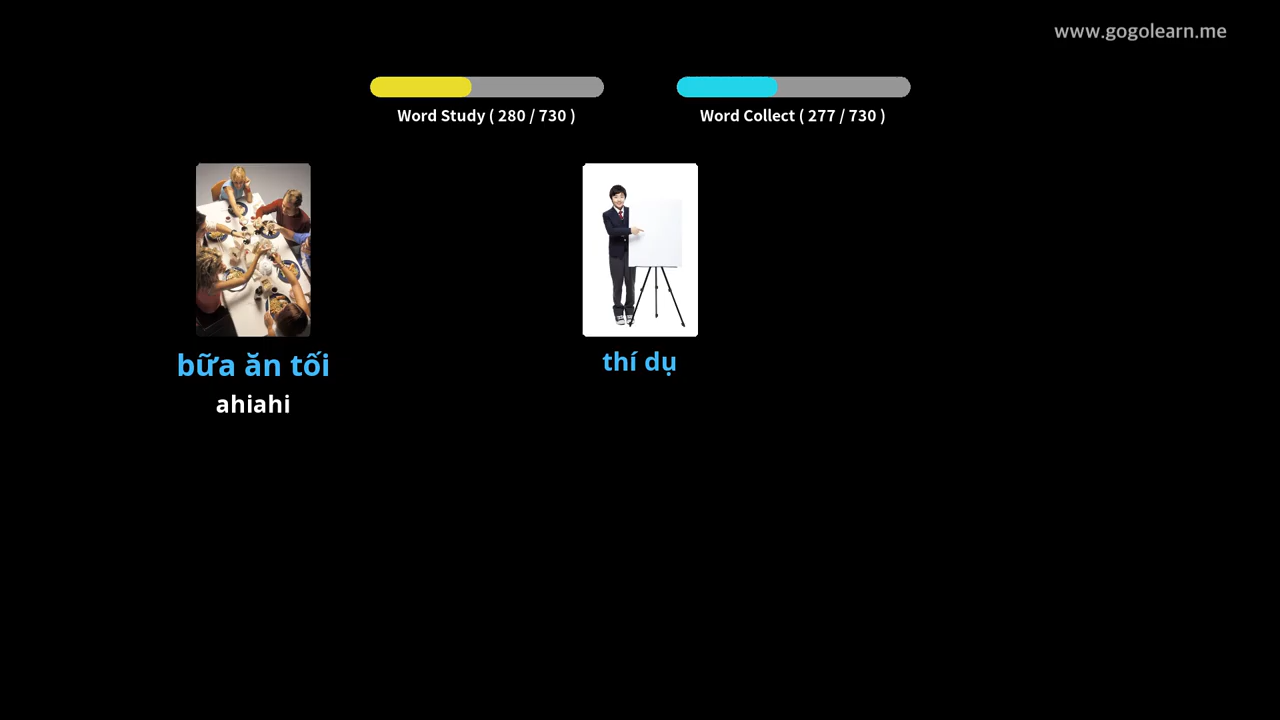 www.gogolearn.me
Word Study ( 280 / 730 )
Word Collect ( 277 / 730 )
bữa ăn tối
ahiahi
thí dụ